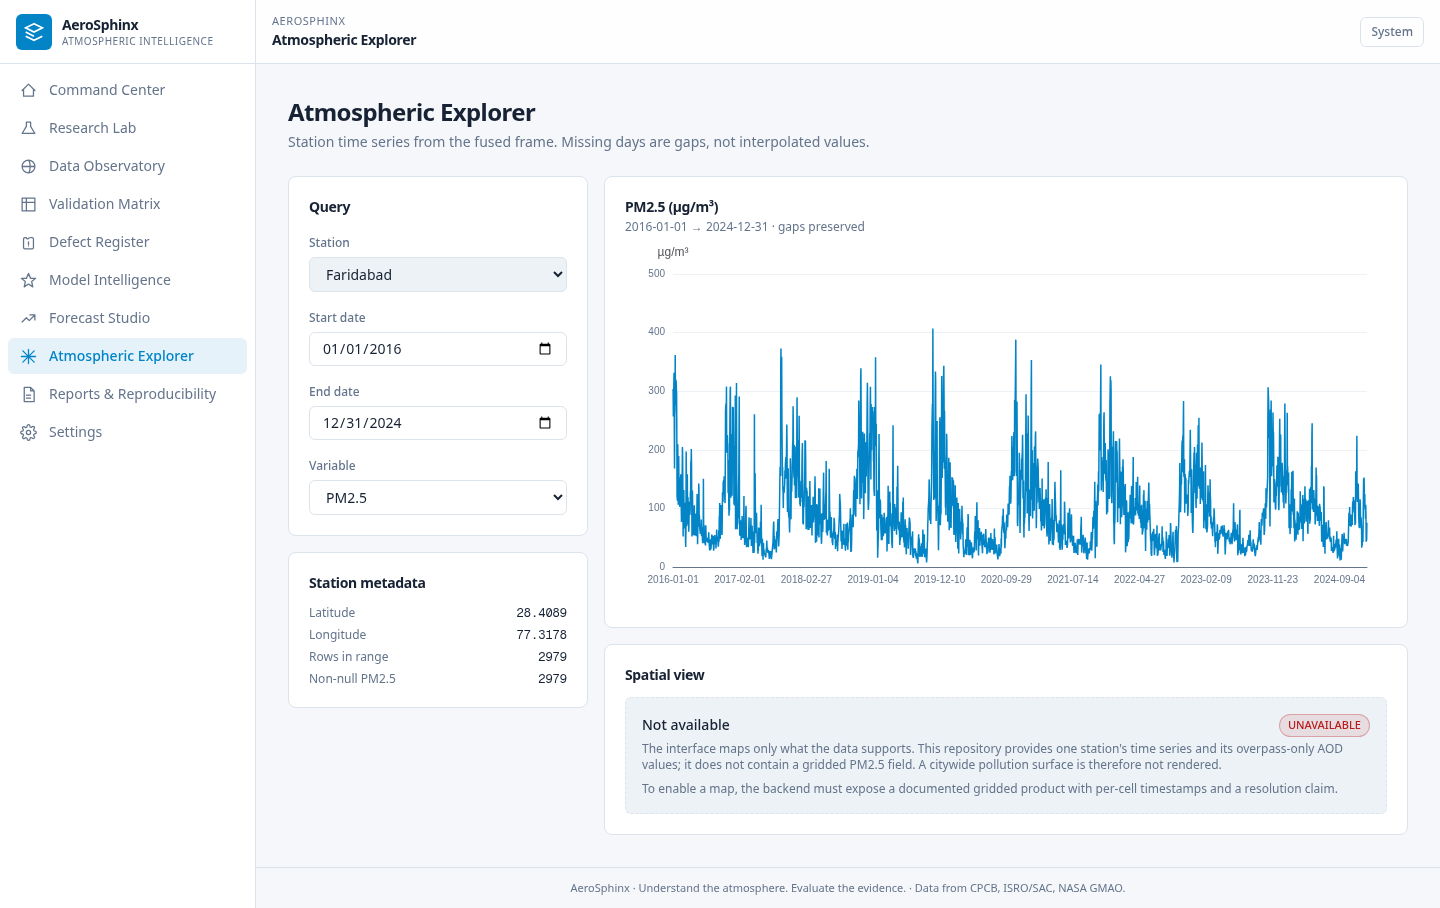 AeroSphinx
ATMOSPHERIC INTELLIGENCE
Command Center
Research Lab
Data Observatory
Validation Matrix
Defect Register
Model Intelligence
Forecast Studio
Atmospheric Explorer
Reports & Reproducibility
Settings
AEROSPHINX
Atmospheric Explorer
System
Atmospheric Explorer
Station time series from the fused frame. Missing days are gaps, not interpolated values.
Query
Station
Faridabad
Start date
01/01/2016
End date
12/31/2024
Variable
PM2.5
Station metadata
Latitude 28.4089
Longitude 77.3178
Rows in range 2979
Non-null PM2.5 2979
PM2.5 (µg/m³)
2016-01-01 → 2024-12-31 · gaps preserved
µg/m³
500
400
300
200
100
0
2016-01-01 2017-02-01 2018-02-27 2019-01-04 2019-12-10 2020-09-29 2021-07-14 2022-04-27 2023-02-09 2023-11-23 2024-09-04
Spatial view
Not available
UNAVAILABLE
The interface maps only what the data supports. This repository provides one station's time series and its overpass-only AOD
values; it does not contain a gridded PM2.5 field. A citywide pollution surface is therefore not rendered.
To enable a map, the backend must expose a documented gridded product with per-cell timestamps and a resolution claim.
AeroSphinx · Understand the atmosphere. Evaluate the evidence. · Data from CPCB, ISRO/SAC, NASA GMAO.